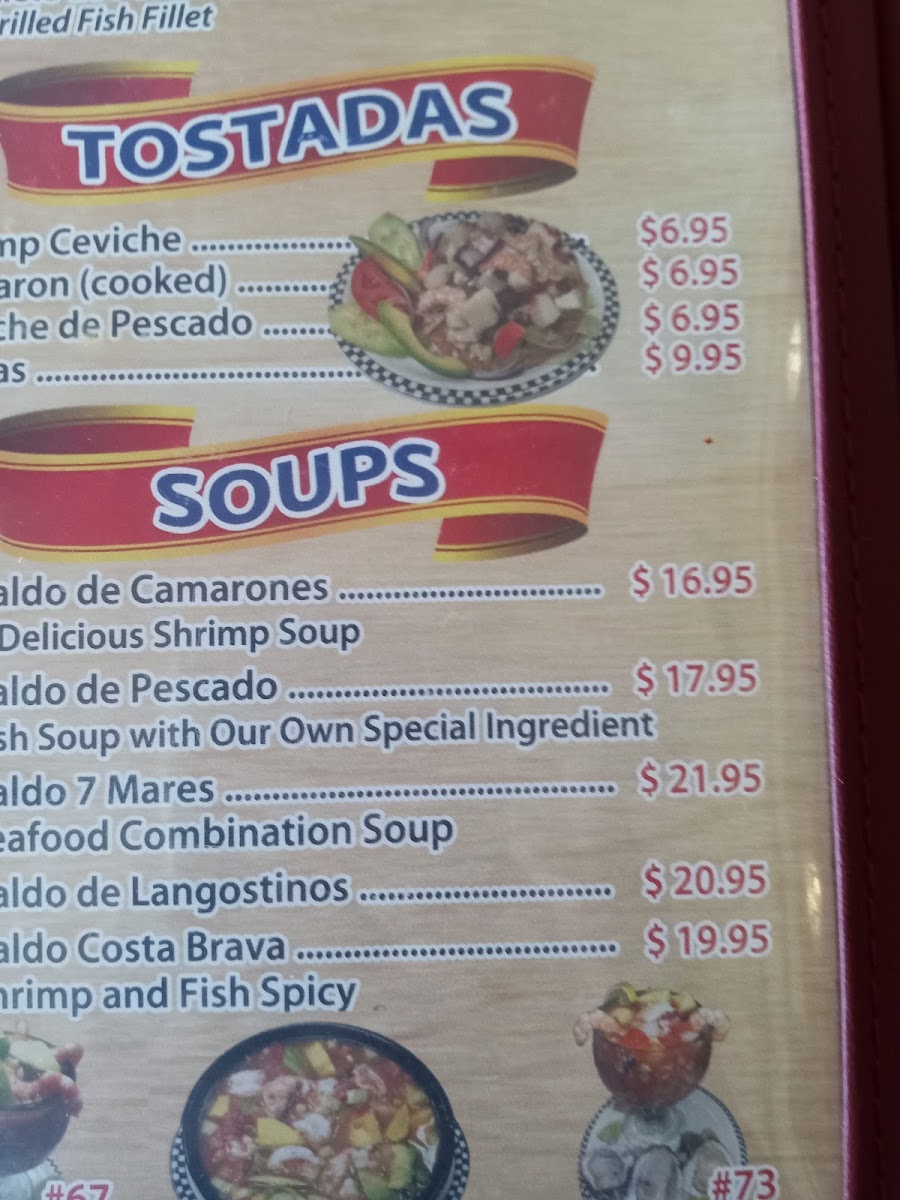 rilled Fish Fillet
TOSTADAS
mp Ceviche ................... $6.95
aron (cooked) .......... $6.95
che de Pescado ....... $6.95
as .......................................... $9.95
SOUPS
aldo de Camarones .............................. $16.95
Delicious Shrimp Soup
aldo de Pescado .................................... $17.95
sh Soup with Our Own Special Ingredient
aldo 7 Mares ............................................ $21.95
eafood Combination Soup
aldo de Langostinos ............................. $20.95
aldo Costa Brava .................................... $19.95
hrimp and Fish Spicy
#67
#73